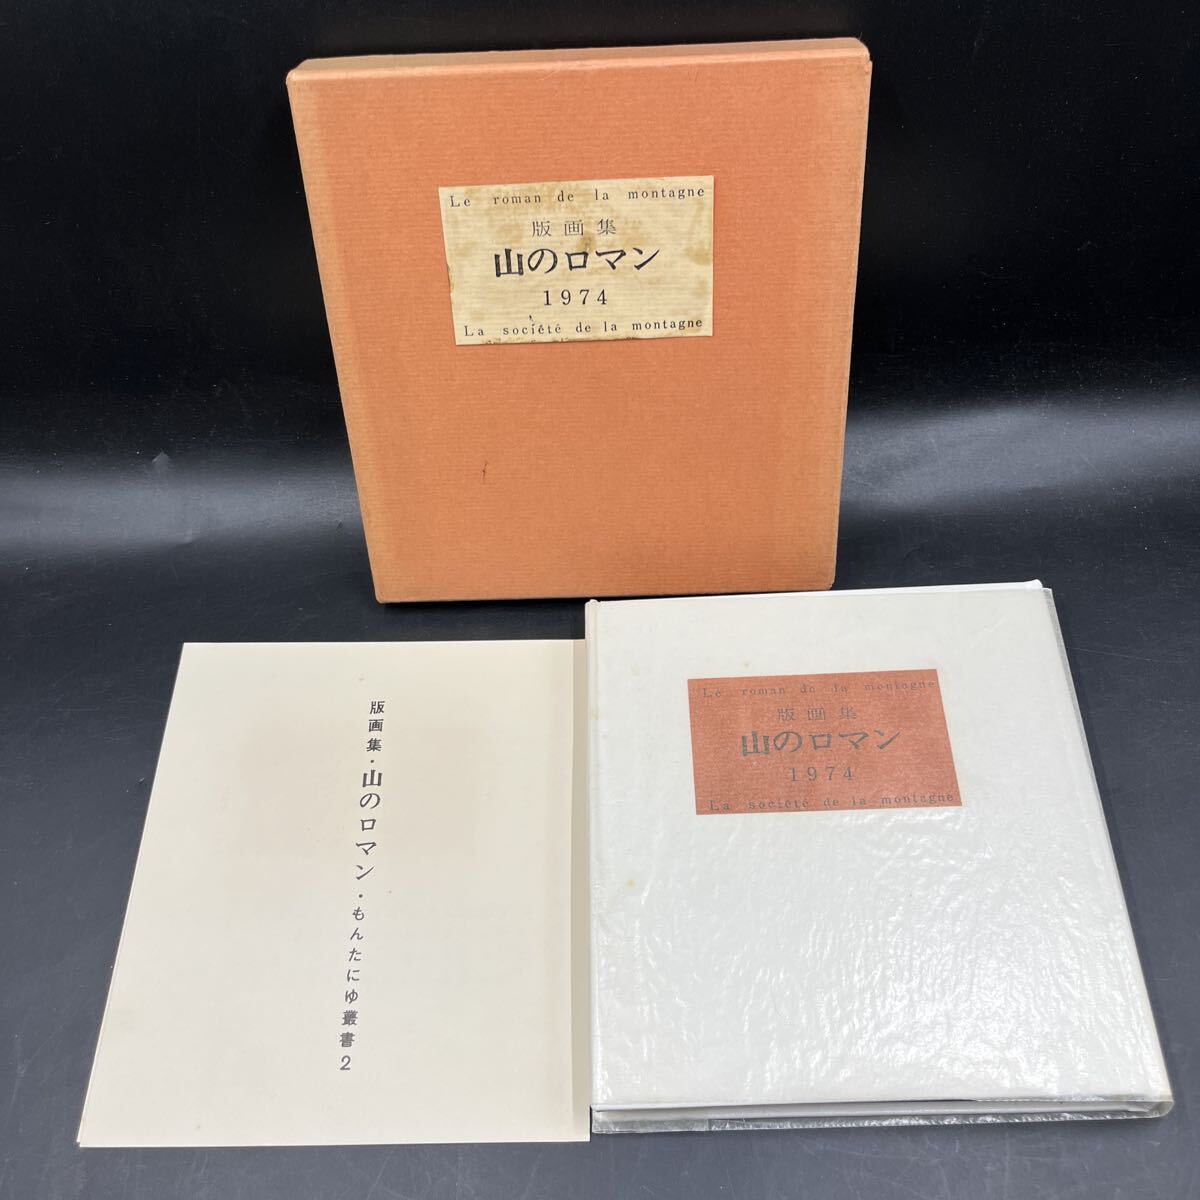 Le roman de la montagne
版画集
山のロマン
1974
La société de la montagne
版画集・山のロマン・もんたにゆ叢書2
Le roman de la montagne
版画集
山のロマン
1974
La société de la montagne